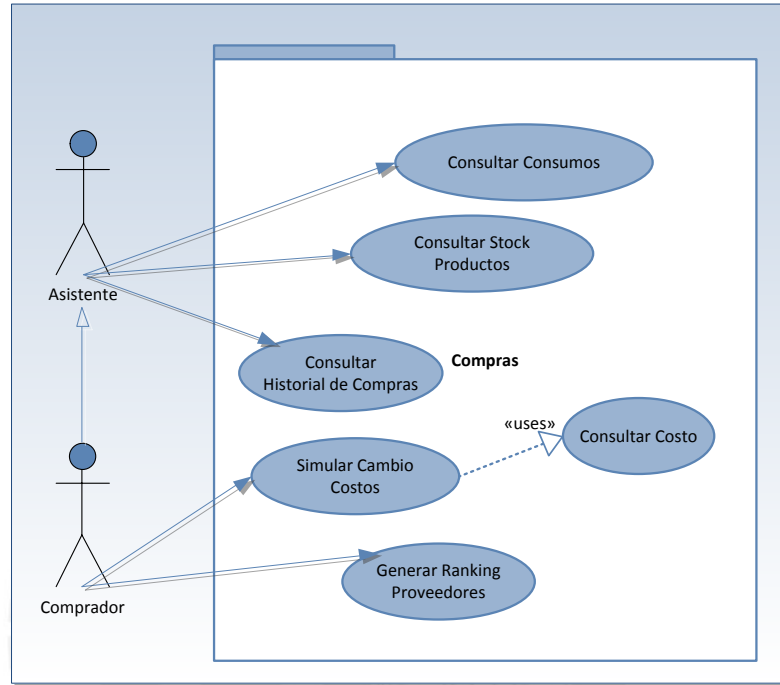 Consultar Consumos
Consultar Stock
Productos
Asistente
Consultar
Historial de Compras
Compras
«uses»
Consultar Costo
Simular Cambio
Costos
Generar Ranking
Proveedores
Comprador